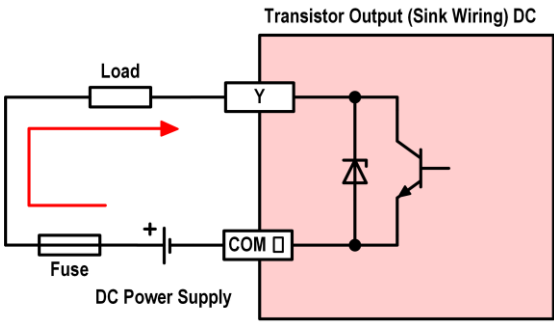 Transistor Output (Sink Wiring) DC
Load
Y
+
COM □
Fuse
DC Power Supply